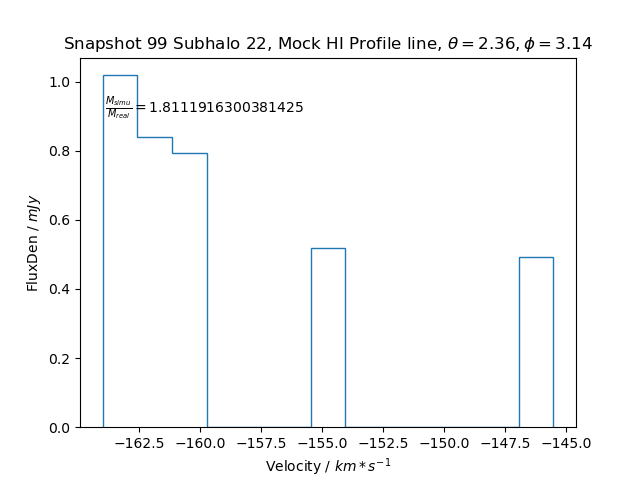 Snapshot 99 Subhalo 22, Mock HI Profile line, θ = 2.36, ϕ = 3.14
1.0
M_simu/M_real = 1.8111916300381425
0.8
0.6
0.4
0.2
0.0
FluxDen / mJy
−162.5 −160.0 −157.5 −155.0 −152.5 −150.0 −147.5 −145.0
Velocity / km * s⁻¹